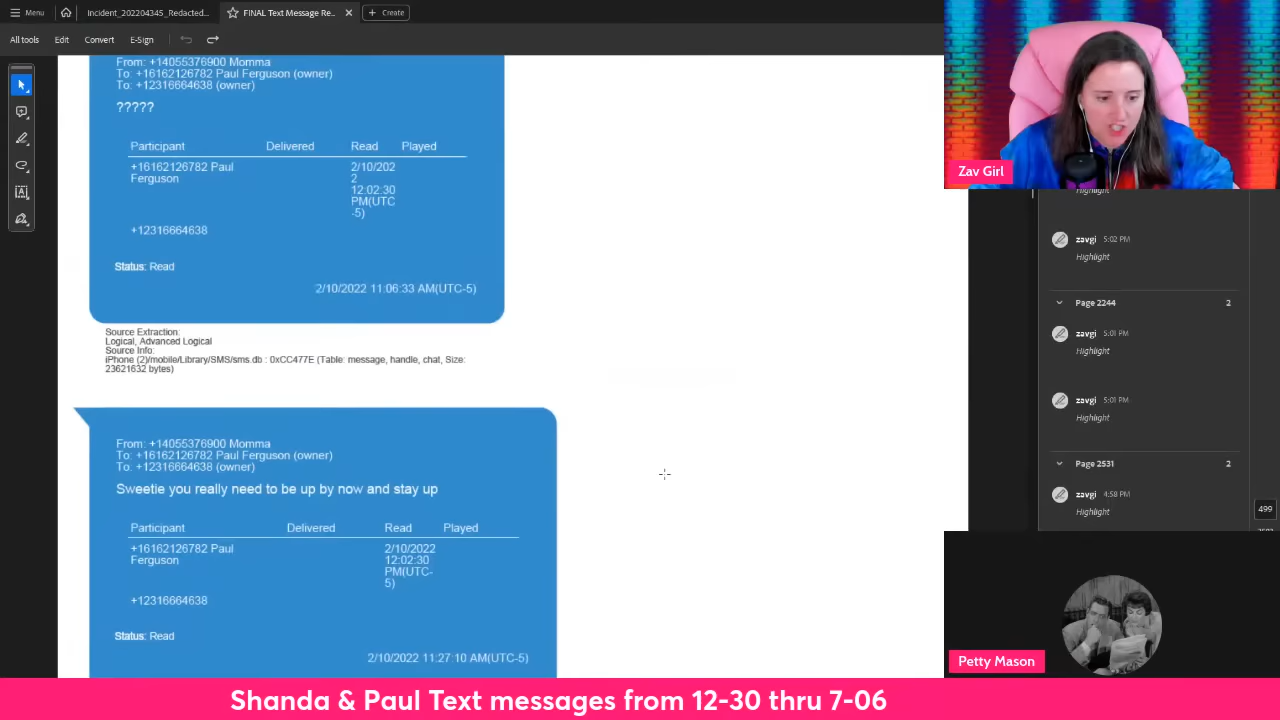 Menu
Incident_202204345_Redacted...
FINAL Text Message Re...
Create
All tools
Edit
Convert
E-Sign
From: +14055376900 Momma
To: +16162126782 Paul Ferguson (owner)
To: +12316664638 (owner)
?????
Participant Delivered Read Played
+16162126782 Paul Ferguson 2/10/2022 12:02:30 PM(UTC-5)
+12316664638
Status: Read
2/10/2022 11:06:33 AM(UTC-5)
Source Extraction:
Logical, Advanced Logical
Source Info:
iPhone (2)/mobile/Library/SMS/sms.db : 0xCC477E (Table: message, handle, chat, Size:
23621632 bytes)
From: +14055376900 Momma
To: +16162126782 Paul Ferguson (owner)
To: +12316664638 (owner)
Sweetie you really need to be up by now and stay up
Participant Delivered Read Played
+16162126782 Paul Ferguson 2/10/2022 12:02:30 PM(UTC-5)
+12316664638
Status: Read
2/10/2022 11:27:10 AM(UTC-5)
Zav Girl
Highlight
zavgi 5:02 PM
Highlight
Page 2244 2
zavgi 5:01 PM
Highlight
zavgi 5:01 PM
Highlight
Page 2531 2
zavgi 4:58 PM
Highlight
499
Petty Mason
Shanda & Paul Text messages from 12-30 thru 7-06